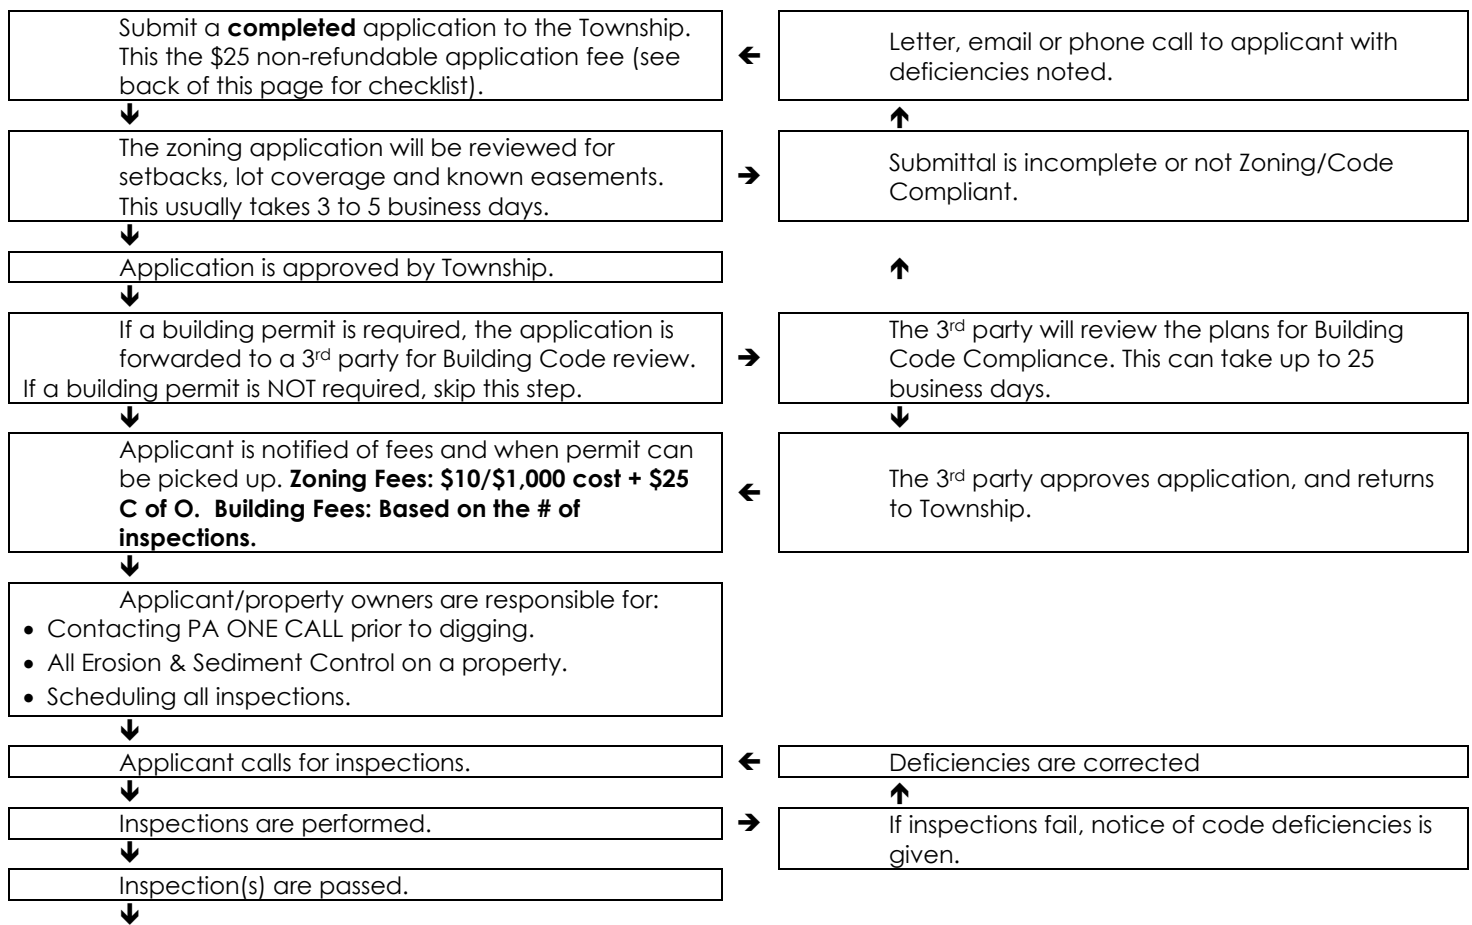 Submit a completed application to the Township.
This the $25 non-refundable application fee (see
back of this page for checklist).
Letter, email or phone call to applicant with
deficiencies noted.
The zoning application will be reviewed for
setbacks, lot coverage and known easements.
This usually takes 3 to 5 business days.
Submittal is incomplete or not Zoning/Code
Compliant.
Application is approved by Township.
If a building permit is required, the application is
forwarded to a 3rd party for Building Code review.
If a building permit is NOT required, skip this step.
The 3rd party will review the plans for Building
Code Compliance. This can take up to 25
business days.
Applicant is notified of fees and when permit can
be picked up. Zoning Fees: $10/$1,000 cost + $25
C of O.  Building Fees: Based on the # of
inspections.
The 3rd party approves application, and returns
to Township.
Applicant/property owners are responsible for:
• Contacting PA ONE CALL prior to digging.
• All Erosion & Sediment Control on a property.
• Scheduling all inspections.
Applicant calls for inspections.
Deficiencies are corrected
Inspections are performed.
If inspections fail, notice of code deficiencies is
given.
Inspection(s) are passed.